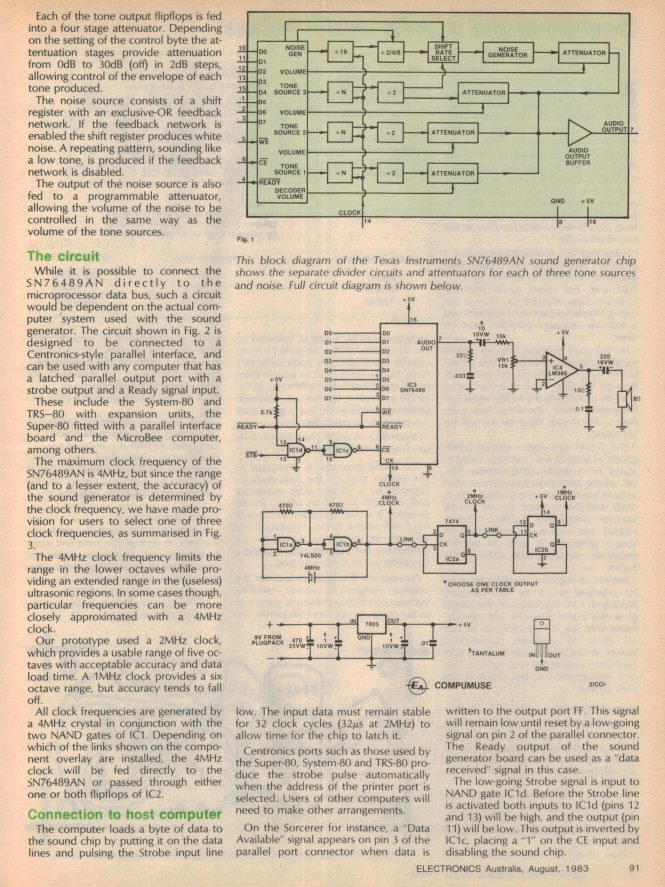 Each of the tone output flipflops is fed
into a four stage attenuator. Depending
on the setting of the control byte the at-
tentuation stages provide attenuation
from 0dB to 30dB (off) in 2dB steps,
allowing control of the envelope of each
tone produced.
The noise source consists of a shift
register with an exclusive-OR feedback
network. If the feedback network is
enabled the shift register produces white
noise. A repeating pattern, sounding like
a low tone, is produced if the feedback
network is disabled.
The output of the noise source is also
fed to a programmable attenuator,
allowing the volume of the noise to be
controlled in the same way as the
volume of the tone sources.
The circuit
While it is possible to connect the
SN76489AN directly to the
microprocessor data bus, such a circuit
would be dependent on the actual com-
puter system used with the sound
generator. The circuit shown in Fig. 2 is
designed to be connected to a
Centronics-style parallel interface, and
can be used with any computer that has
a latched parallel output port with a
strobe output and a Ready signal input.
These include the System-80 and
TRS-80 with expansion units, the
Super-80 fitted with a parallel interface
board and the MicroBee computer,
among others.
The maximum clock frequency of the
SN76489AN is 4MHz, but since the range
(and to a lesser extent, the accuracy) of
the sound generator is determined by
the clock frequency, we have made pro-
vision for users to select one of three
clock frequencies, as summarised in Fig.
3.
The 4MHz clock frequency limits the
range in the lower octaves while pro-
viding an extended range in the (useless)
ultrasonic regions. In some cases though,
particular frequencies can be more
closely approximated with a 4MHz
clock.
Our prototype used a 2MHz clock,
which provides a usable range of five oc-
taves with acceptable accuracy and data
load time. A 1MHz clock provides a six
octave range, but accuracy tends to fall
off.
All clock frequencies are generated by
a 4MHz crystal in conjunction with the
two NAND gates of IC1. Depending on
which of the links shown on the compo-
nent overlay are installed, the 4MHz
clock will be fed directly to the
SN76489AN or passed through either
one or both flipflops of IC2.
Connection to host computer
The computer loads a byte of data to
the sound chip by putting it on the data
lines and pulsing the Strobe input line
10 D0
11 D1
12 D2
13 D3
15 D4
1 D5
2 D6
3 D7
5 WE
6 CE
4 READY
NOISE
GEN
VOLUME
TONE
SOURCE 3
VOLUME
TONE
SOURCE 2
VOLUME
TONE
SOURCE 1
DECODER
VOLUME
÷16
÷2/4/8
SHIFT
RATE
SELECT
NOISE
GENERATOR
ATTENUATOR
÷N
÷2
ATTENUATOR
÷N
÷2
ATTENUATOR
÷N
÷2
ATTENUATOR
AUDIO
OUTPUT 7
AUDIO
OUTPUT
BUFFER
CLOCK
14
GND
8
+5V
16
Fig. 1
This block diagram of the Texas Instruments SN76489AN sound generator chip
shows the separate divider circuits and attentuators for each of three tone sources
and noise. Full circuit diagram is shown below.
+5V
16
D0
D1
D2
D3
D4
D5
D6
D7
D0
D1
D2
D3
D4
D5
D6
D7
WE
READY
CE
CK
AUDIO
OUT
IC3
SN76489
7
22Ω
.033
10
10VW
10k
VR1
10k
+5V
IC4
LM386
220
16VW
10Ω
0.1
8Ω
+5V
2.7k
READY
STB
IC1d
IC1c
14
CLOCK
8
470Ω
670Ω
IC1a
IC1b
74LS00
4MHz
4MHz
CLOCK
LINK
7474
IC2a
2MHz
CLOCK
LINK
+5V
IC2b
1MHz
CLOCK
*CHOOSE ONE CLOCK OUTPUT
AS PER TABLE
9V FROM
PLUGPACK
470
25VW
1
10VW
IN
7805
OUT
GND
1
10VW
.01
+5V
†TANTALUM
IN
OUT
GND
EA COMPUMUSE
2/CC/-
low. The input data must remain stable
for 32 clock cycles (32µs at 2MHz) to
allow time for the chip to latch it.
Centronics ports such as those used by
the Super-80, System-80 and TRS-80 pro-
duce the strobe pulse automatically
when the address of the printer port is
selected. Users of other computers will
need to make other arrangements.
On the Sorcerer for instance, a "Data
Available" signal appears on pin 3 of the
parallel port connector when data is
written to the output port FF. This signal
will remain low until reset by a low-going
signal on pin 2 of the parallel connector.
The Ready output of the sound
generator board can be used as a "data
received" signal in this case.
The low-going Strobe signal is input to
NAND gate IC1d. Before the Strobe line
is activated both inputs to IC1d (pins 12
and 13) will be high, and the output (pin
11) will be low. This output is inverted by
IC1c, placing a "1" on the CE input and
disabling the sound chip.
ELECTRONICS Australia, August, 1983 91